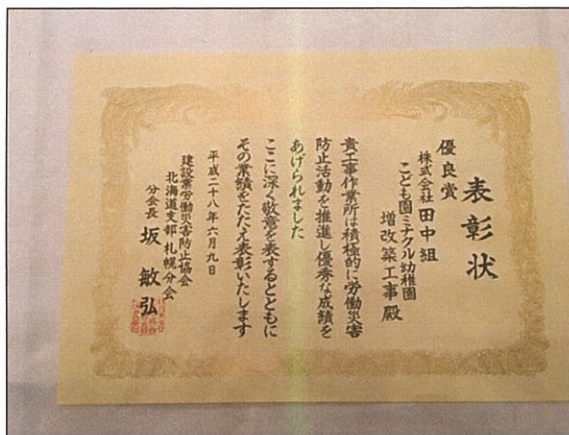 表彰状
優良賞
株式会社 田中組
こども園ミナクル幼稚園
増改築工事殿
貴工事作業所は積極的に労働災害
防止活動を推進し優秀な成績を
あげられました
ここに深く敬意を表するとともに
その業績をたたえ表彰いたします
平成二十八年六月九日
建設業労働災害防止協会
北海道支部札幌分会
分会長 坂 敏弘